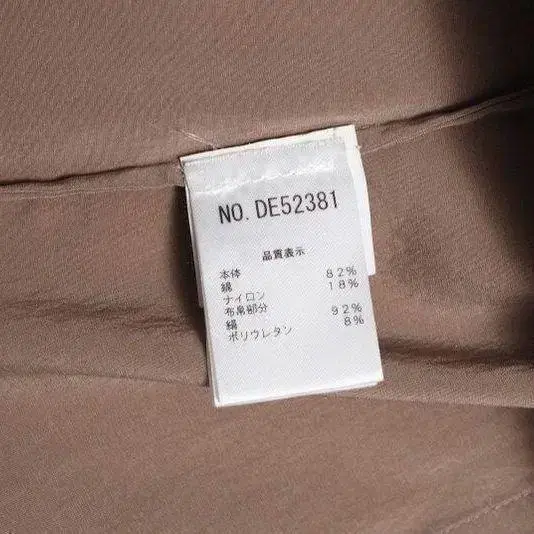 NO. DE52381
品質表示
本体
綿 82%
ナイロン 18%
布帛部分
絹 92%
ポリウレタン 8%